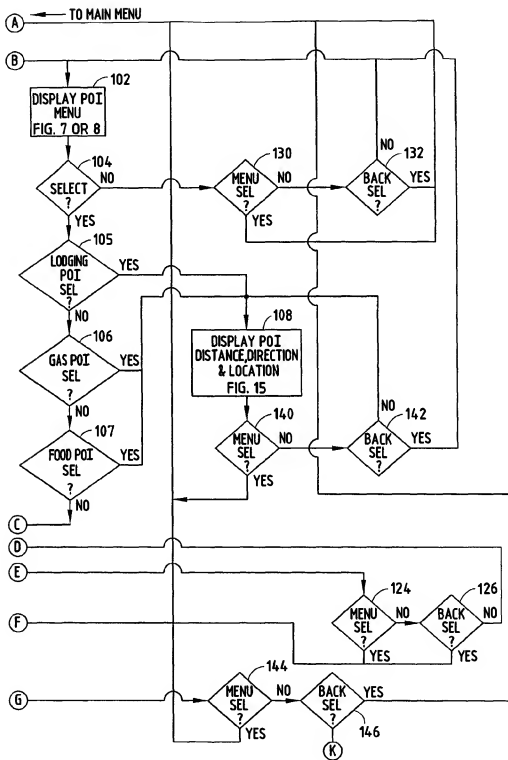 TO MAIN MENU
A
B
102
DISPLAY POI
MENU
FIG. 7 OR 8
104
SELECT
?
NO
YES
130
MENU
SEL
?
NO
YES
132
BACK
SEL
?
NO
YES
105
LODGING
POI
SEL
?
YES
NO
106
GAS POI
SEL
?
YES
NO
107
FOOD POI
SEL
?
YES
NO
108
DISPLAY POI
DISTANCE,DIRECTION
& LOCATION
FIG. 15
140
MENU
SEL
?
NO
YES
142
BACK
SEL
?
NO
YES
C
D
E
124
MENU
SEL
?
NO
YES
126
BACK
SEL
?
NO
YES
F
G
144
MENU
SEL
?
NO
YES
BACK
SEL
?
YES
146
K